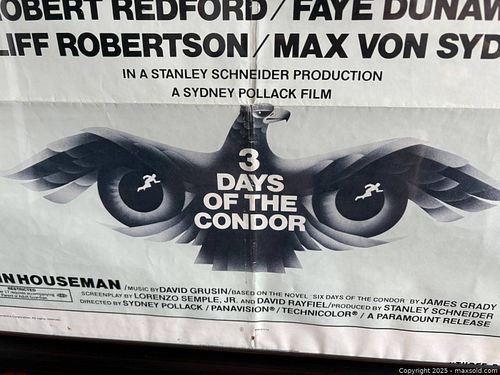 OBERT REDFORD / FAYE DUNAW
LIFF ROBERTSON / MAX VON SYD
IN A STANLEY SCHNEIDER PRODUCTION
A SYDNEY POLLACK FILM
3
DAYS
OF THE
CONDOR
N HOUSEMAN / MUSIC BY DAVID GRUSIN / BASED ON THE NOVEL "SIX DAYS OF THE CONDOR" BY JAMES GRADY
RESTRICTED
SCREENPLAY BY LORENZO SEMPLE, JR. AND DAVID RAYFIEL / PRODUCED BY STANLEY SCHNEIDER
DIRECTED BY SYDNEY POLLACK / PANAVISION® / TECHNICOLOR® / A PARAMOUNT RELEASE
Copyright 2025 - maxsold.com